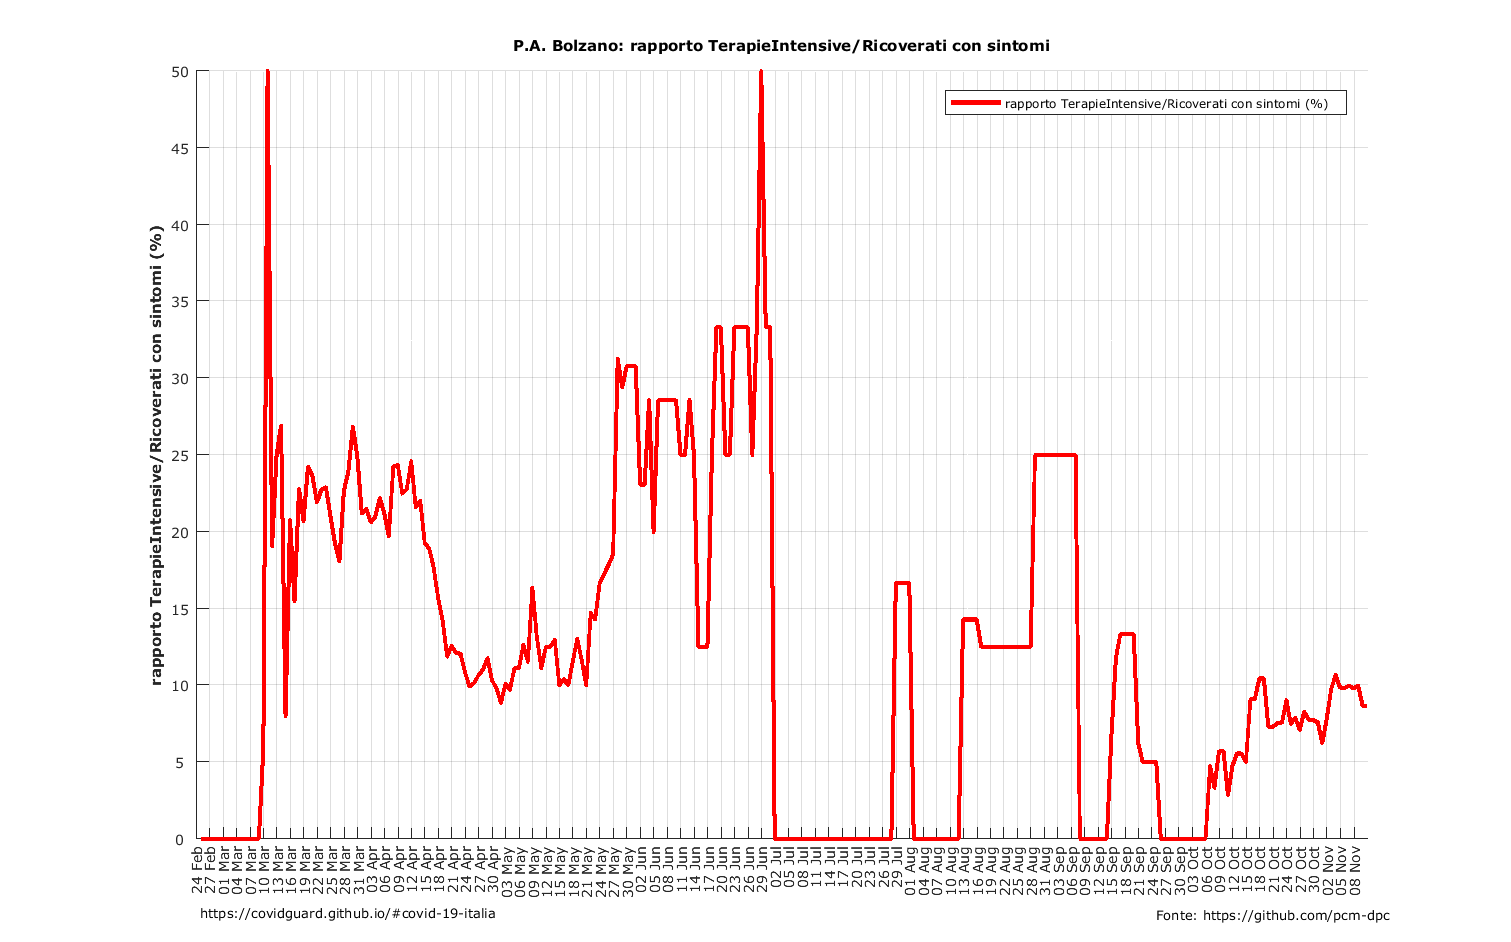 P.A. Bolzano: rapporto TerapieIntensive/Ricoverati con sintomi
rapporto TerapieIntensive/Ricoverati con sintomi (%)
rapporto TerapieIntensive/Ricoverati con sintomi (%)
50
45
40
35
30
25
20
15
10
5
0
24 Feb
27 Feb
01 Mar
04 Mar
07 Mar
10 Mar
13 Mar
16 Mar
19 Mar
22 Mar
25 Mar
28 Mar
31 Mar
03 Apr
06 Apr
09 Apr
12 Apr
15 Apr
18 Apr
21 Apr
24 Apr
27 Apr
30 Apr
03 May
06 May
09 May
12 May
15 May
18 May
21 May
24 May
27 May
30 May
02 Jun
05 Jun
08 Jun
11 Jun
14 Jun
17 Jun
20 Jun
23 Jun
26 Jun
29 Jun
02 Jul
05 Jul
08 Jul
11 Jul
14 Jul
17 Jul
20 Jul
23 Jul
26 Jul
29 Jul
01 Aug
04 Aug
07 Aug
10 Aug
13 Aug
16 Aug
19 Aug
22 Aug
25 Aug
28 Aug
31 Aug
03 Sep
06 Sep
09 Sep
12 Sep
15 Sep
18 Sep
21 Sep
24 Sep
27 Sep
30 Sep
03 Oct
06 Oct
09 Oct
12 Oct
15 Oct
18 Oct
21 Oct
24 Oct
27 Oct
30 Oct
02 Nov
05 Nov
08 Nov
https://covidguard.github.io/#covid-19-italia
Fonte: https://github.com/pcm-dpc